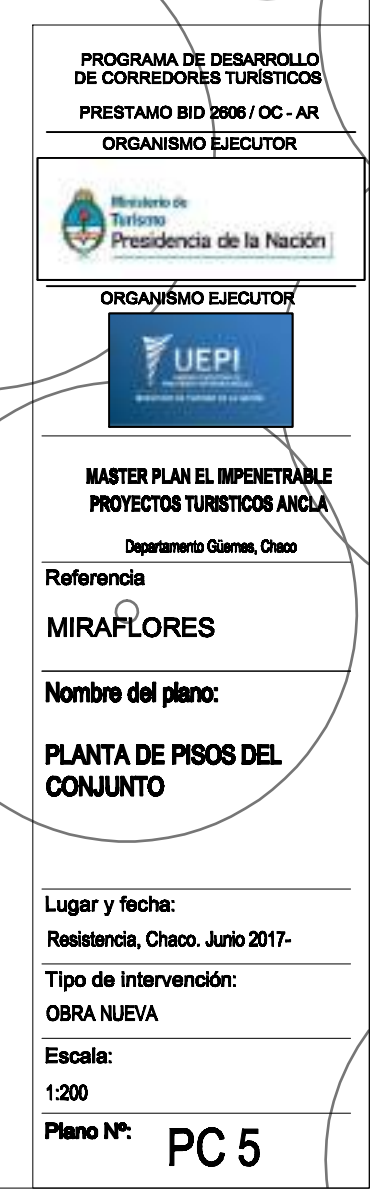 PROGRAMA DE DESARROLLO
DE CORREDORES TURÍSTICOS
PRESTAMO BID 2606 / OC - AR
ORGANISMO EJECUTOR
Ministerio de
Turismo
Presidencia de la Nación
ORGANISMO EJECUTOR
UEPI
MASTER PLAN EL IMPENETRABLE
PROYECTOS TURISTICOS ANCLA
Departamento Güemes, Chaco
Referencia
MIRAFLORES
Nombre del plano:
PLANTA DE PISOS DEL
CONJUNTO
Lugar y fecha:
Resistencia, Chaco. Junio 2017-
Tipo de intervención:
OBRA NUEVA
Escala:
1:200
Plano Nº: PC 5